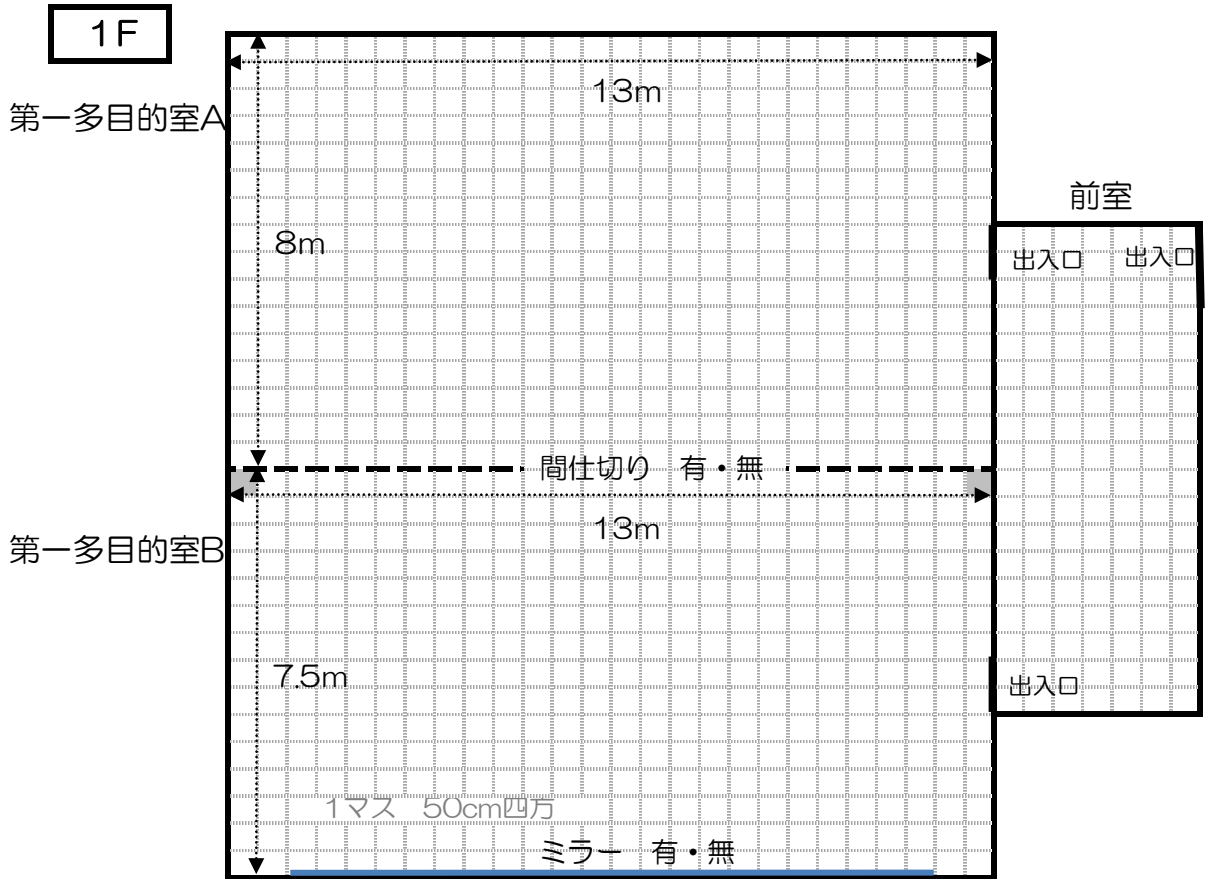 1F
13m
第一多目的室A
前室
8m
出入口 出入口
間仕切り 有・無
13m
第一多目的室B
7.5m
出入口
1マス 50cm四方
ミラー 有・無